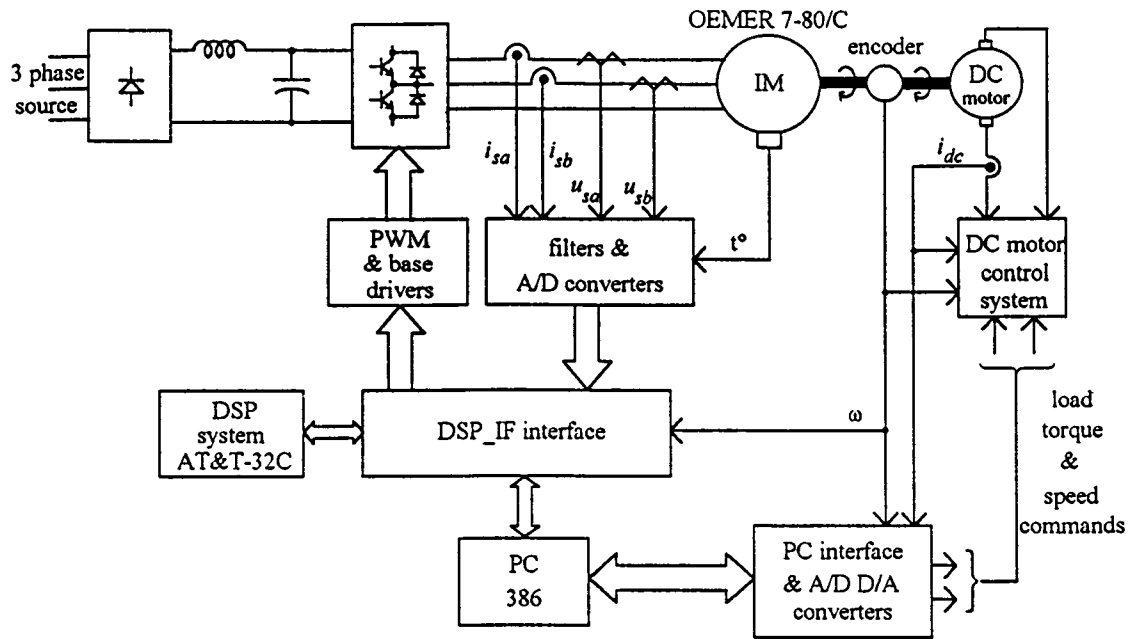 OEMER 7-80/C
encoder
3 phase
source
IM
DC
motor
i_sa
i_sb
u_sa
u_sb
i_dc
t°
PWM
& base
drivers
filters &
A/D converters
DC motor
control
system
DSP
system
AT&T-32C
DSP_IF interface
ω
load
torque
&
speed
commands
PC
386
PC interface
& A/D D/A
converters